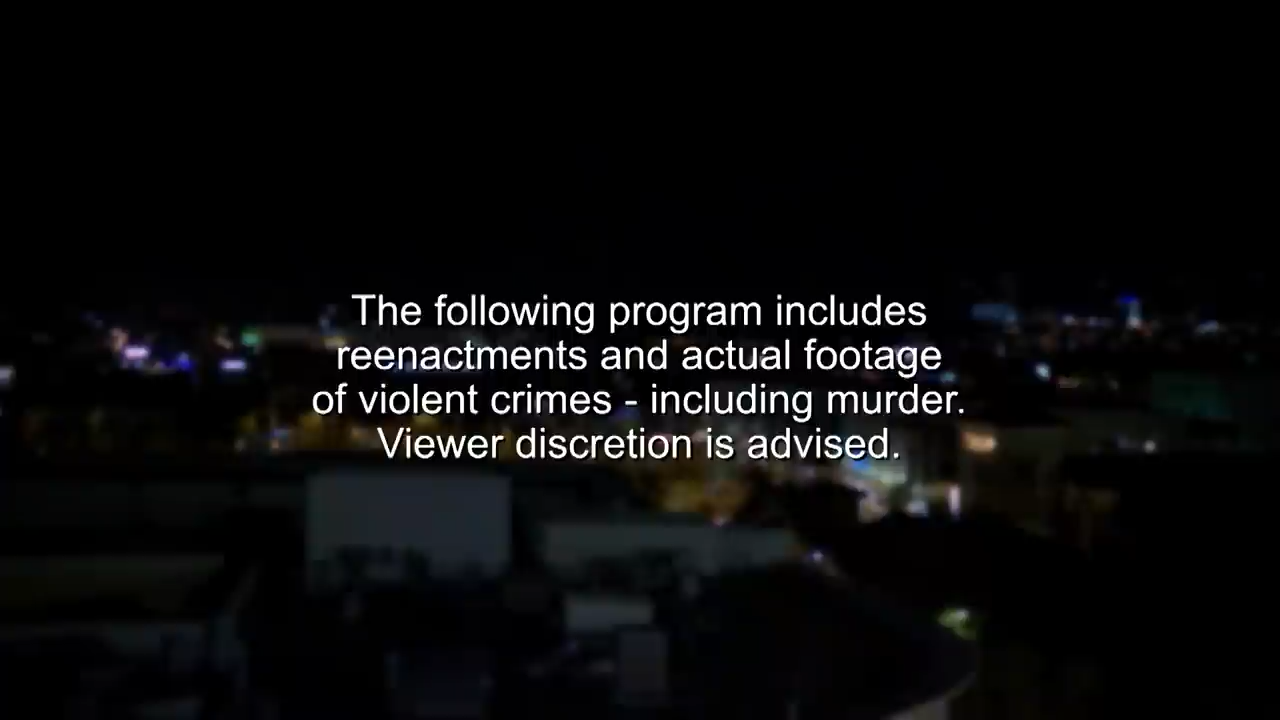 The following program includes
reenactments and actual footage
of violent crimes - including murder.
Viewer discretion is advised.